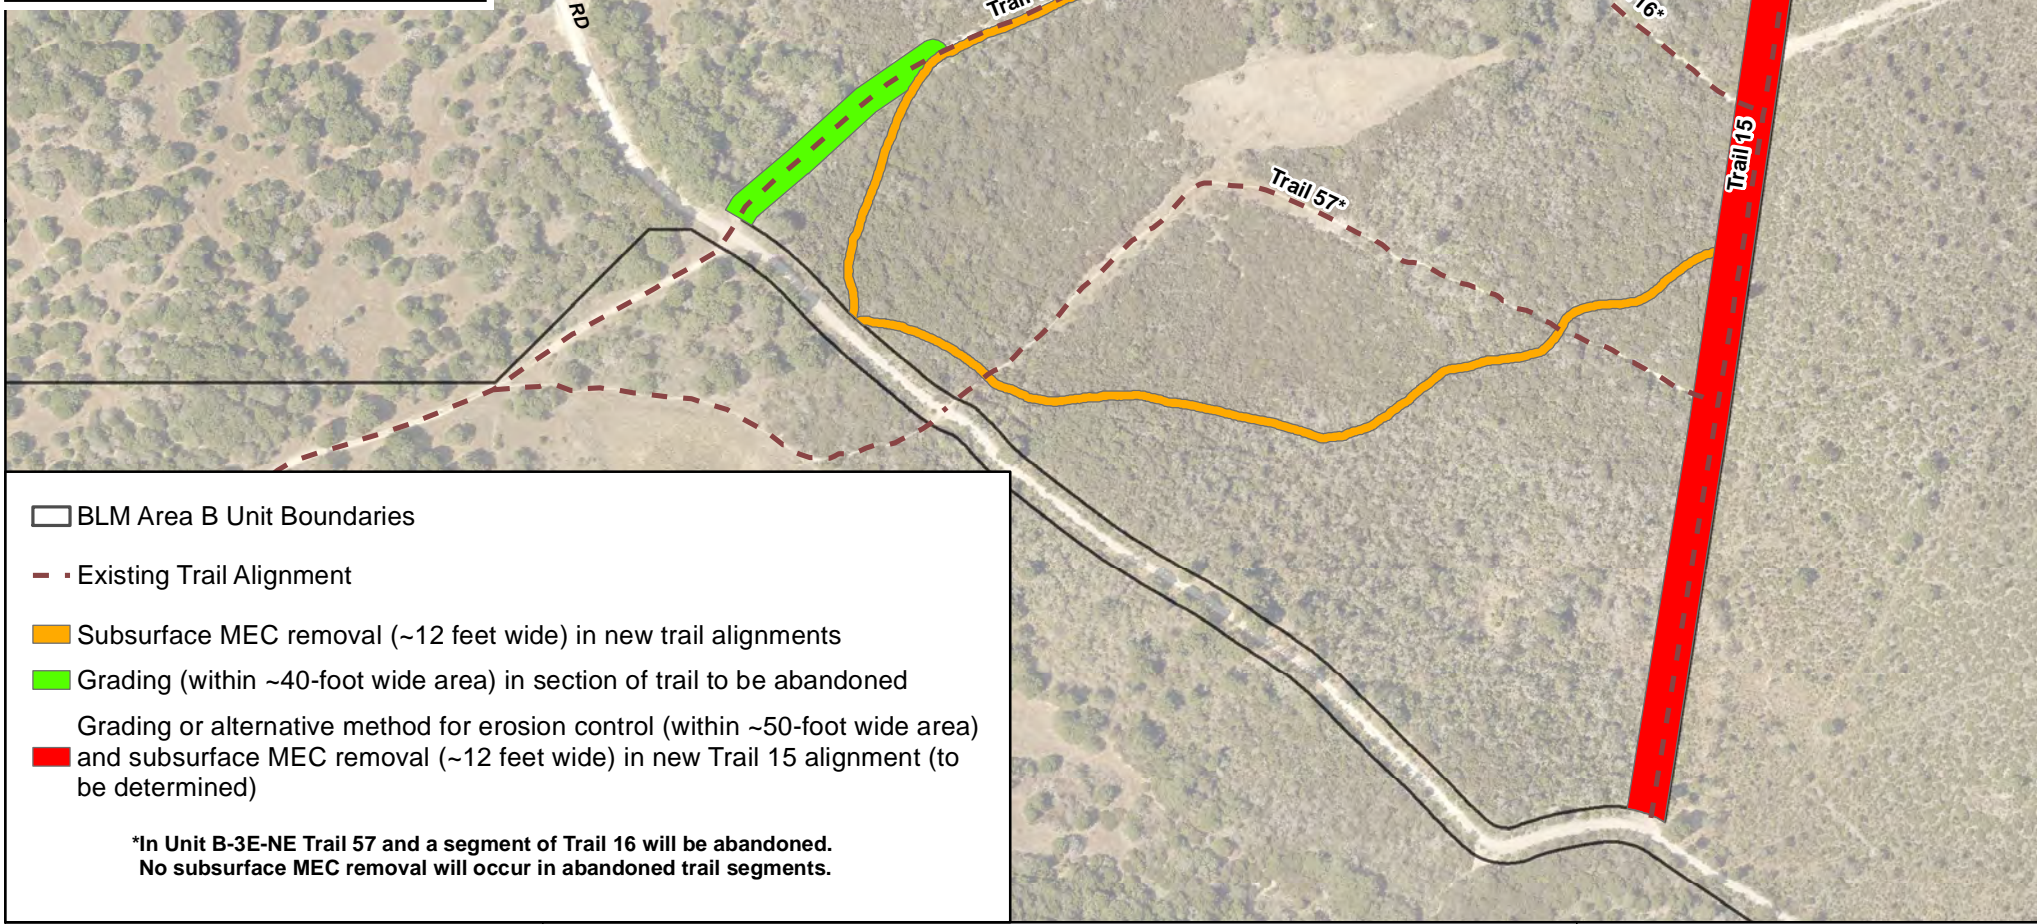 RD
Trail
16*
Trail 57*
Trail 15
BLM Area B Unit Boundaries
Existing Trail Alignment
Subsurface MEC removal (~12 feet wide) in new trail alignments
Grading (within ~40-foot wide area) in section of trail to be abandoned
Grading or alternative method for erosion control (within ~50-foot wide area)
and subsurface MEC removal (~12 feet wide) in new Trail 15 alignment (to
be determined)
*In Unit B-3E-NE Trail 57 and a segment of Trail 16 will be abandoned.
No subsurface MEC removal will occur in abandoned trail segments.